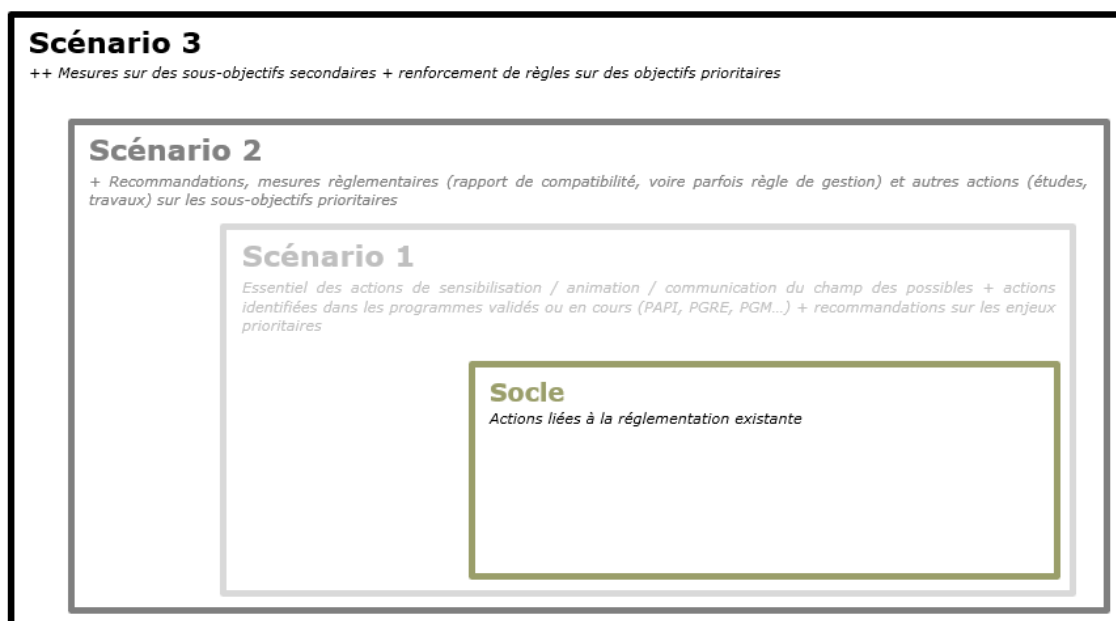 Scénario 3
++ Mesures sur des sous-objectifs secondaires + renforcement de règles sur des objectifs prioritaires
Scénario 2
+ Recommandations, mesures règlementaires (rapport de compatibilité, voire parfois règle de gestion) et autres actions (études,
travaux) sur les sous-objectifs prioritaires
Scénario 1
Essentiel des actions de sensibilisation / animation / communication du champ des possibles + actions
identifiées dans les programmes validés ou en cours (PAPI, PGRE, PGM…) + recommandations sur les enjeux
prioritaires
Socle
Actions liées à la réglementation existante